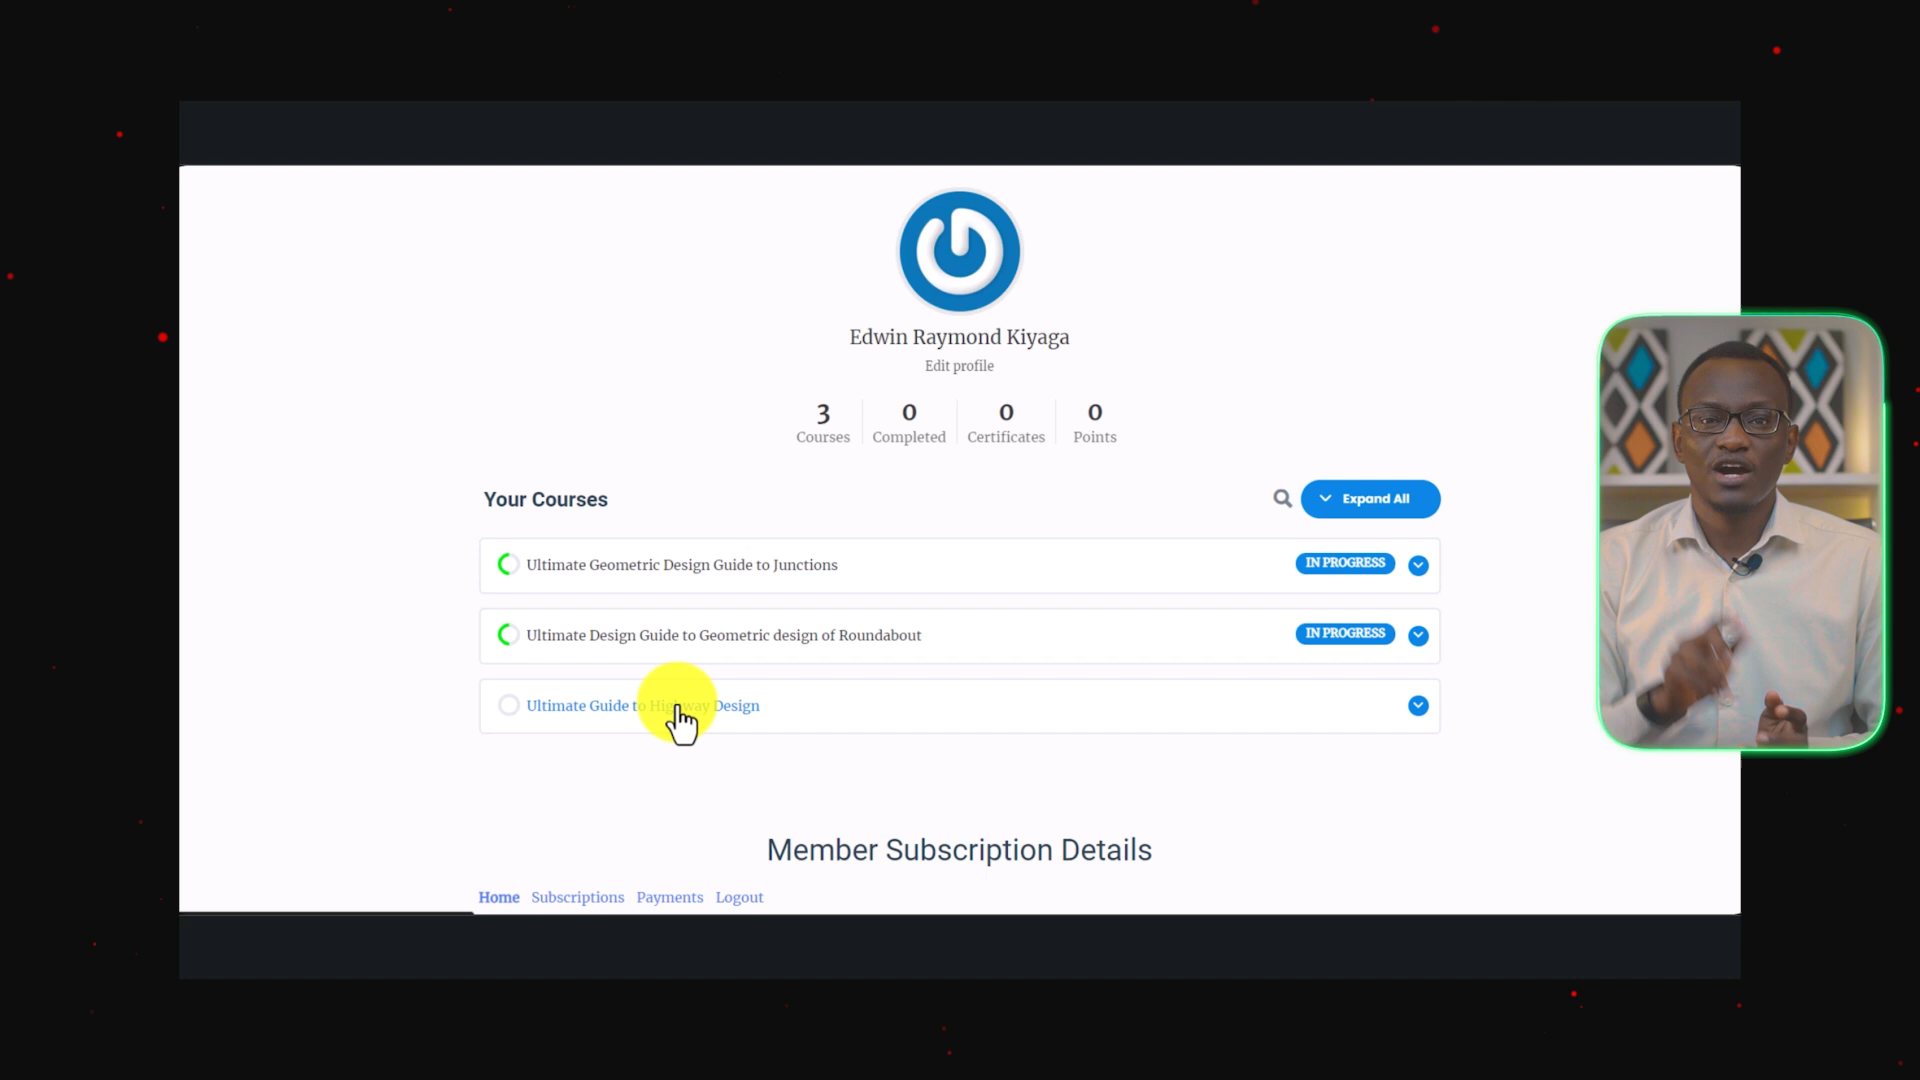 Edwin Raymond Kiyaga
Edit profile
3 0 0 0
Courses Completed Certificates Points
Your Courses
Expand All
Ultimate Geometric Design Guide to Junctions
IN PROGRESS
Ultimate Design Guide to Geometric design of Roundabout
IN PROGRESS
Ultimate Guide to Highway Design
Member Subscription Details
Home Subscriptions Payments Logout